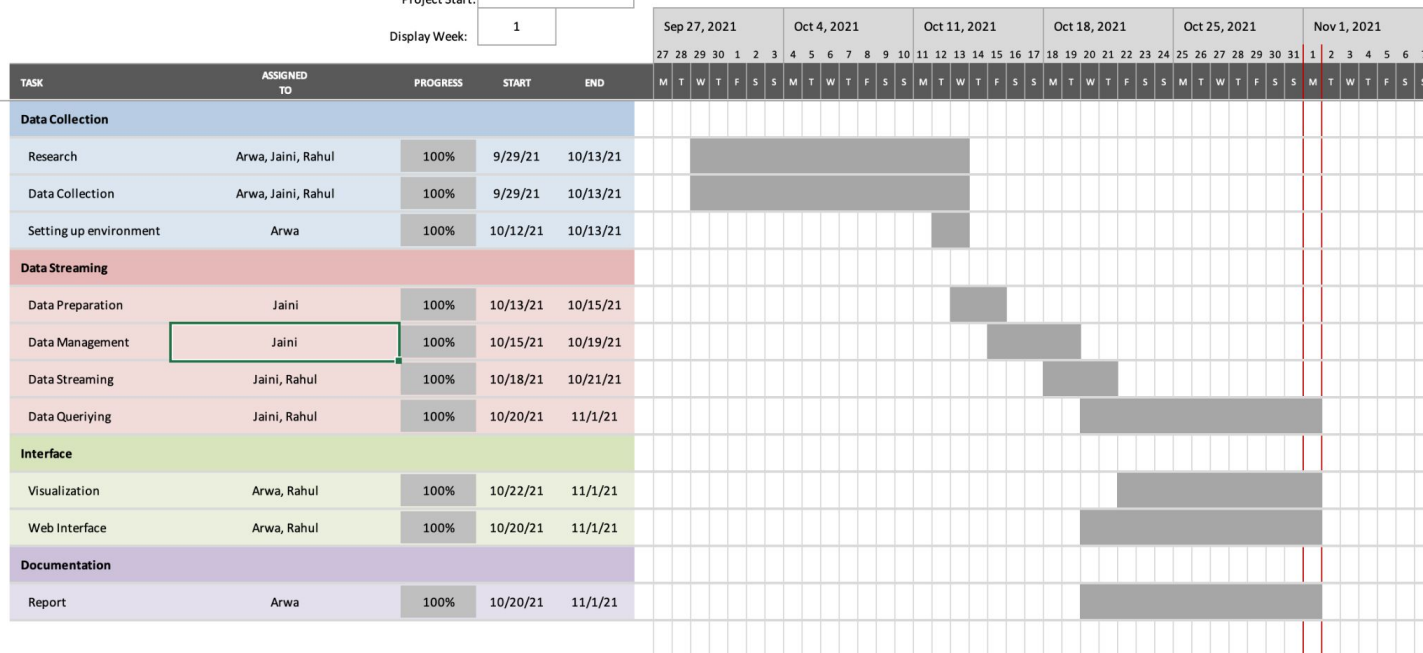 Project Start:
Display Week: 1
Sep 27, 2021 Oct 4, 2021 Oct 11, 2021 Oct 18, 2021 Oct 25, 2021 Nov 1, 2021
27 28 29 30 1 2 3 4 5 6 7 8 9 10 11 12 13 14 15 16 17 18 19 20 21 22 23 24 25 26 27 28 29 30 31 1 2 3 4 5 6
TASK ASSIGNED TO PROGRESS START END M T W T F S S M T W T F S S M T W T F S S M T W T F S S M T W T F S S M T W T F S
Data Collection
Research Arwa, Jaini, Rahul 100% 9/29/21 10/13/21
Data Collection Arwa, Jaini, Rahul 100% 9/29/21 10/13/21
Setting up environment Arwa 100% 10/12/21 10/13/21
Data Streaming
Data Preparation Jaini 100% 10/13/21 10/15/21
Data Management Jaini 100% 10/15/21 10/19/21
Data Streaming Jaini, Rahul 100% 10/18/21 10/21/21
Data Queriying Jaini, Rahul 100% 10/20/21 11/1/21
Interface
Visualization Arwa, Rahul 100% 10/22/21 11/1/21
Web Interface Arwa, Rahul 100% 10/20/21 11/1/21
Documentation
Report Arwa 100% 10/20/21 11/1/21